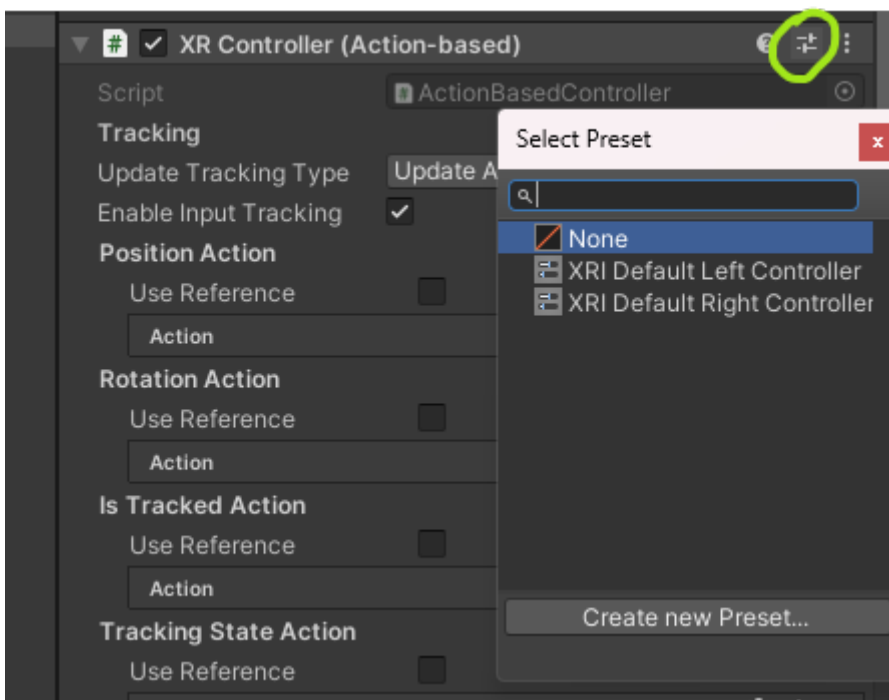 XR Controller (Action-based)
Script
ActionBasedController
Tracking
Update Tracking Type
Update A
Enable Input Tracking
Position Action
Use Reference
Action
Rotation Action
Use Reference
Action
Is Tracked Action
Use Reference
Action
Tracking State Action
Use Reference
Select Preset
x
None
XRI Default Left Controller
XRI Default Right Controller
Create new Preset...